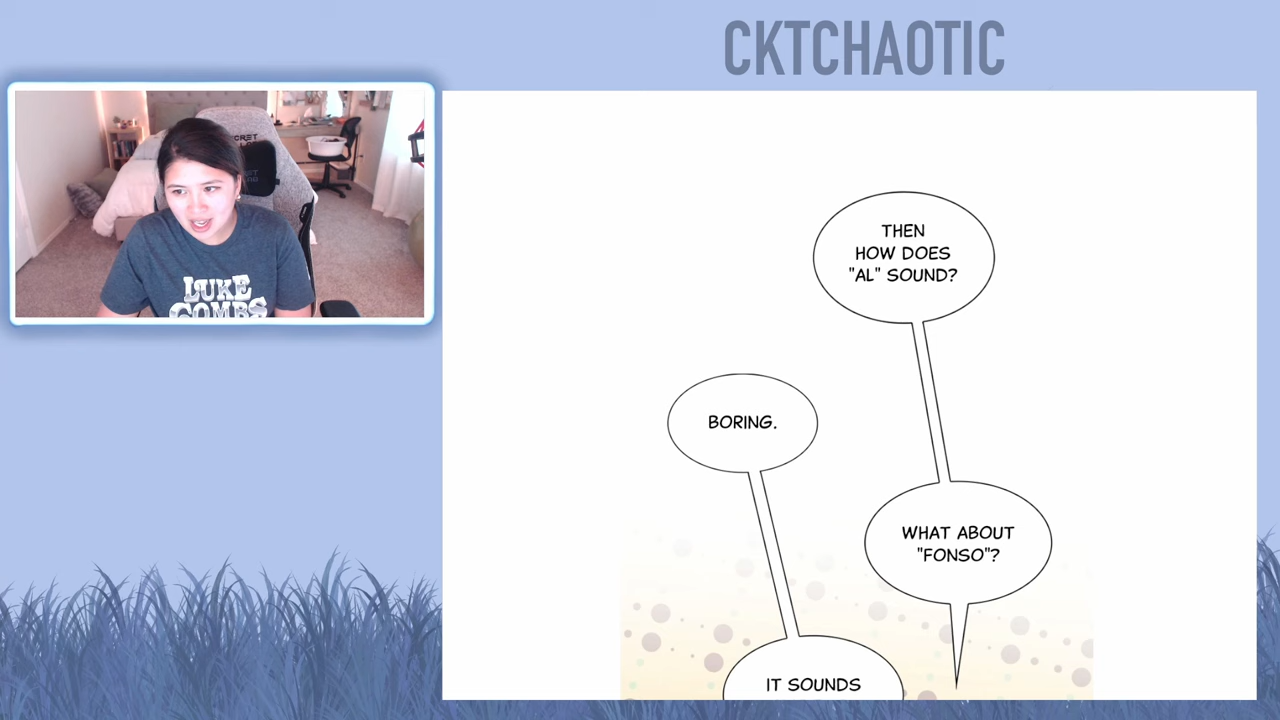 CKTCHAOTIC
LUKE
COMBS
THEN
HOW DOES
"AL" SOUND?
BORING.
WHAT ABOUT
"FONSO"?
IT SOUNDS